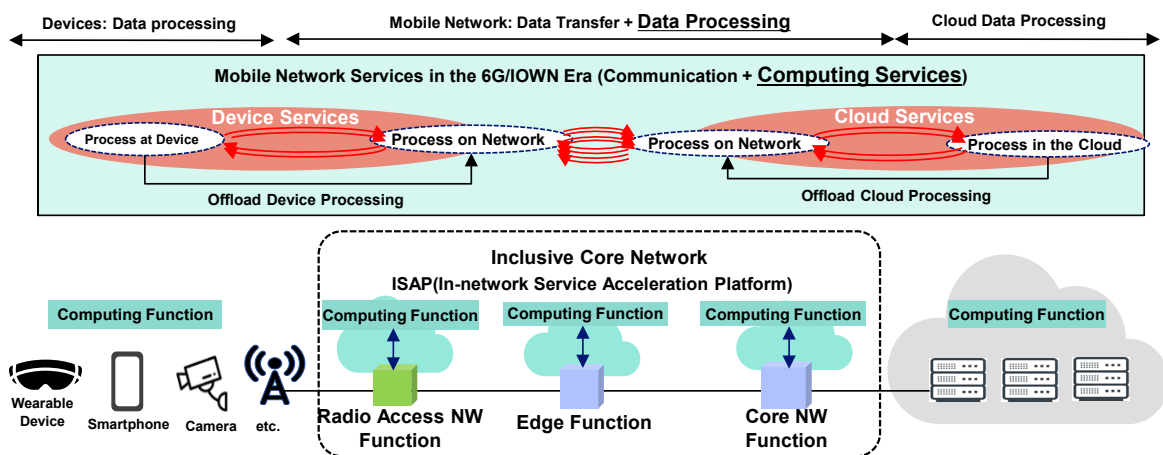 Devices: Data processing
Mobile Network: Data Transfer + Data Processing
Cloud Data Processing
Mobile Network Services in the 6G/IOWN Era (Communication + Computing Services)
Device Services
Cloud Services
Process at Device
Process on Network
Process on Network
Process in the Cloud
Offload Device Processing
Offload Cloud Processing
Inclusive Core Network
ISAP(In-network Service Acceleration Platform)
Computing Function
Computing Function
Computing Function
Computing Function
Computing Function
Wearable
Device
Smartphone
Camera
etc.
Radio Access NW
Function
Edge Function
Core NW
Function